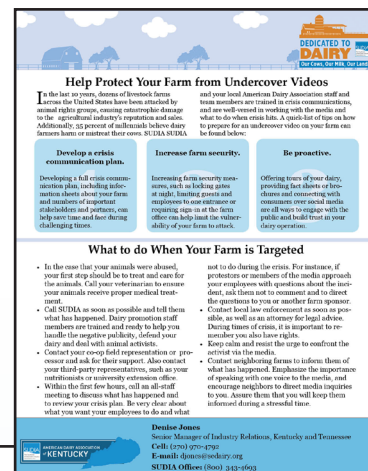 DEDICATED TO
DAIRY
Our Cows, Our Milk, Our Land
Help Protect Your Farm from Undercover Videos
In the last 10 years, dozens of livestock farms
across the United States have been attacked by
animal rights groups, causing catastrophic damage
to the agricultural industry's reputation and sales.
Additionally, 35 percent of millennials believe dairy
farmers harm or mistreat their cows. SUDIA SUDIA
and your local American Dairy Association staff and
team members are trained in crisis communications,
and are well-versed in working with the media and
what to do when crisis hits. A quick-list of tips on how
to prepare for an undercover video on your farm can
be found below:
Develop a crisis
communication plan.
Developing a full crisis commu-
nication plan, including infor-
mation sheets about your farm
and numbers of important
stakeholders and partners, can
help save time and face during
challenging times.
Increase farm security.
Increasing farm security mea-
sures, such as locking gates
at night, limiting guests and
employees to one entrance or
requiring sign-in at the farm
office can help limit the vulner-
ability of your farm to attack.
Be proactive.
Offering tours of your dairy,
providing fact sheets or bro-
chures and connecting with
consumers over social media
are all ways to engage with the
public and build trust in your
dairy operation.
What to do When Your Farm is Targeted
• In the case that your animals were abused,
your first step should be to treat and care for
the animals. Call your veterinarian to ensure
your animals receive proper medical treat-
ment.
• Call SUDIA as soon as possible and tell them
what has happened. Dairy promotion staff
members are trained and ready to help you
handle the negative publicity, defend your
dairy and deal with animal activists.
• Contact your co-op field representative or pro-
cessor and ask for their support. Also contact
your third-party representatives, such as your
nutritionists or university extension office.
• Within the first few hours, call an all-staff
meeting to discuss what has happened and
to review your crisis plan. Be very clear about
what you want your employees to do and what
not to do during the crisis. For instance, if
protestors or members of the media approach
your employees with questions about the inci-
dent, ask them not to comment and to direct
the questions to you or another farm sponsor.
• Contact local law enforcement as soon as pos-
sible, as well as an attorney for legal advice.
During times of crisis, it is important to re-
member you also have rights.
• Keep calm and resist the urge to confront the
activist via the media.
• Contact neighboring farms to inform them of
what has happened. Emphasize the importance
of speaking with one voice to the media, and
encourage neighbors to direct media inquiries
to you. Assure them that you will keep them
informed during a stressful time.
AMERICAN DAIRY ASSOCIATION
of KENTUCKY
Denise Jones
Senior Manager of Industry Relations, Kentucky and Tennessee
Cell: (270) 970-4792
E-mail: djones@sedairy.org
SUDIA Office: (800) 343-4693